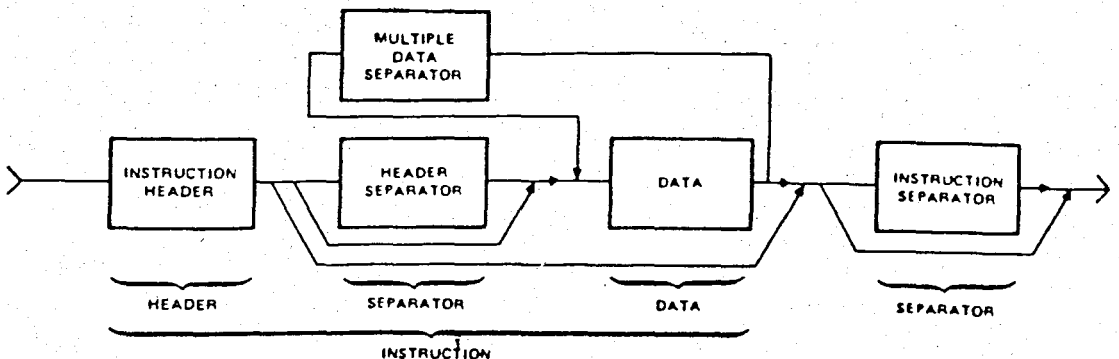 MULTIPLE
DATA
SEPARATOR
INSTRUCTION
HEADER
HEADER
SEPARATOR
DATA
INSTRUCTION
SEPARATOR
HEADER
SEPARATOR
DATA
SEPARATOR
INSTRUCTION